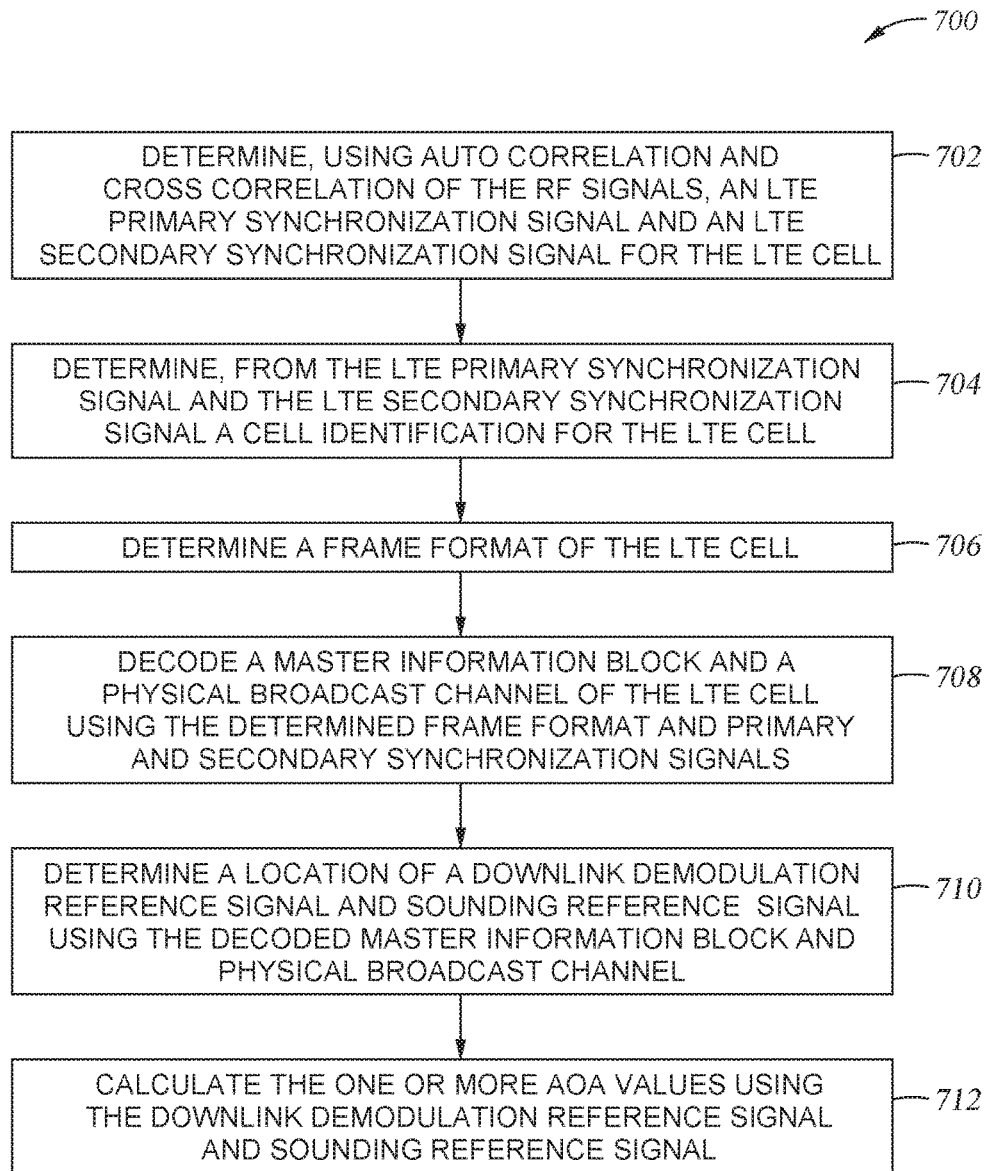 700
DETERMINE, USING AUTO CORRELATION AND
CROSS CORRELATION OF THE RF SIGNALS, AN LTE
PRIMARY SYNCHRONIZATION SIGNAL AND AN LTE
SECONDARY SYNCHRONIZATION SIGNAL FOR THE LTE CELL
702
DETERMINE, FROM THE LTE PRIMARY SYNCHRONIZATION
SIGNAL AND THE LTE SECONDARY SYNCHRONIZATION
SIGNAL A CELL IDENTIFICATION FOR THE LTE CELL
704
DETERMINE A FRAME FORMAT OF THE LTE CELL
706
DECODE A MASTER INFORMATION BLOCK AND A
PHYSICAL BROADCAST CHANNEL OF THE LTE CELL
USING THE DETERMINED FRAME FORMAT AND PRIMARY
AND SECONDARY SYNCHRONIZATION SIGNALS
708
DETERMINE A LOCATION OF A DOWNLINK DEMODULATION
REFERENCE SIGNAL AND SOUNDING REFERENCE SIGNAL
USING THE DECODED MASTER INFORMATION BLOCK AND
PHYSICAL BROADCAST CHANNEL
710
CALCULATE THE ONE OR MORE AOA VALUES USING
THE DOWNLINK DEMODULATION REFERENCE SIGNAL
AND SOUNDING REFERENCE SIGNAL
712